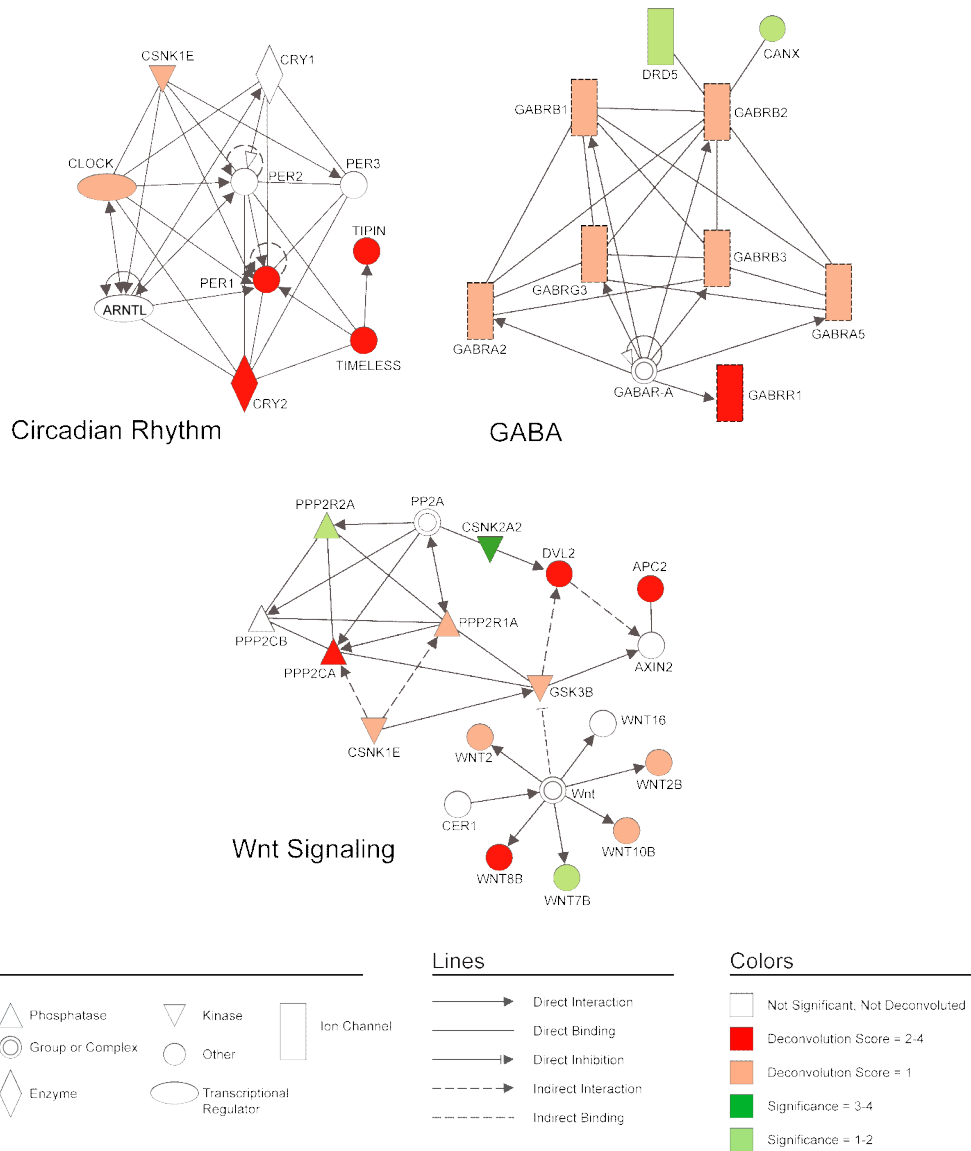 CSNK1E
CRY1
CLOCK
PER2
PER3
TIPIN
PER1
ARNTL
TIMELESS
CRY2
Circadian Rhythm
DRD5
CANX
GABRB1
GABRB2
GABRG3
GABRB3
GABRA2
GABRA5
GABAR-A
GABRR1
GABA
PPP2R2A
PP2A
CSNK2A2
DVL2
APC2
PPP2CB
PPP2R1A
PPP2CA
AXIN2
GSK3B
CSNK1E
WNT16
WNT2
WNT2B
Wnt
CER1
WNT10B
WNT8B
WNT7B
Wnt Signaling
Phosphatase
Kinase
Ion Channel
Group or Complex
Other
Enzyme
Transcriptional
Regulator
Lines
Direct Interaction
Direct Binding
Direct Inhibition
Indirect Interaction
Indirect Binding
Colors
Not Significant, Not Deconvoluted
Deconvolution Score = 2-4
Deconvolution Score = 1
Significance = 3-4
Significance = 1-2